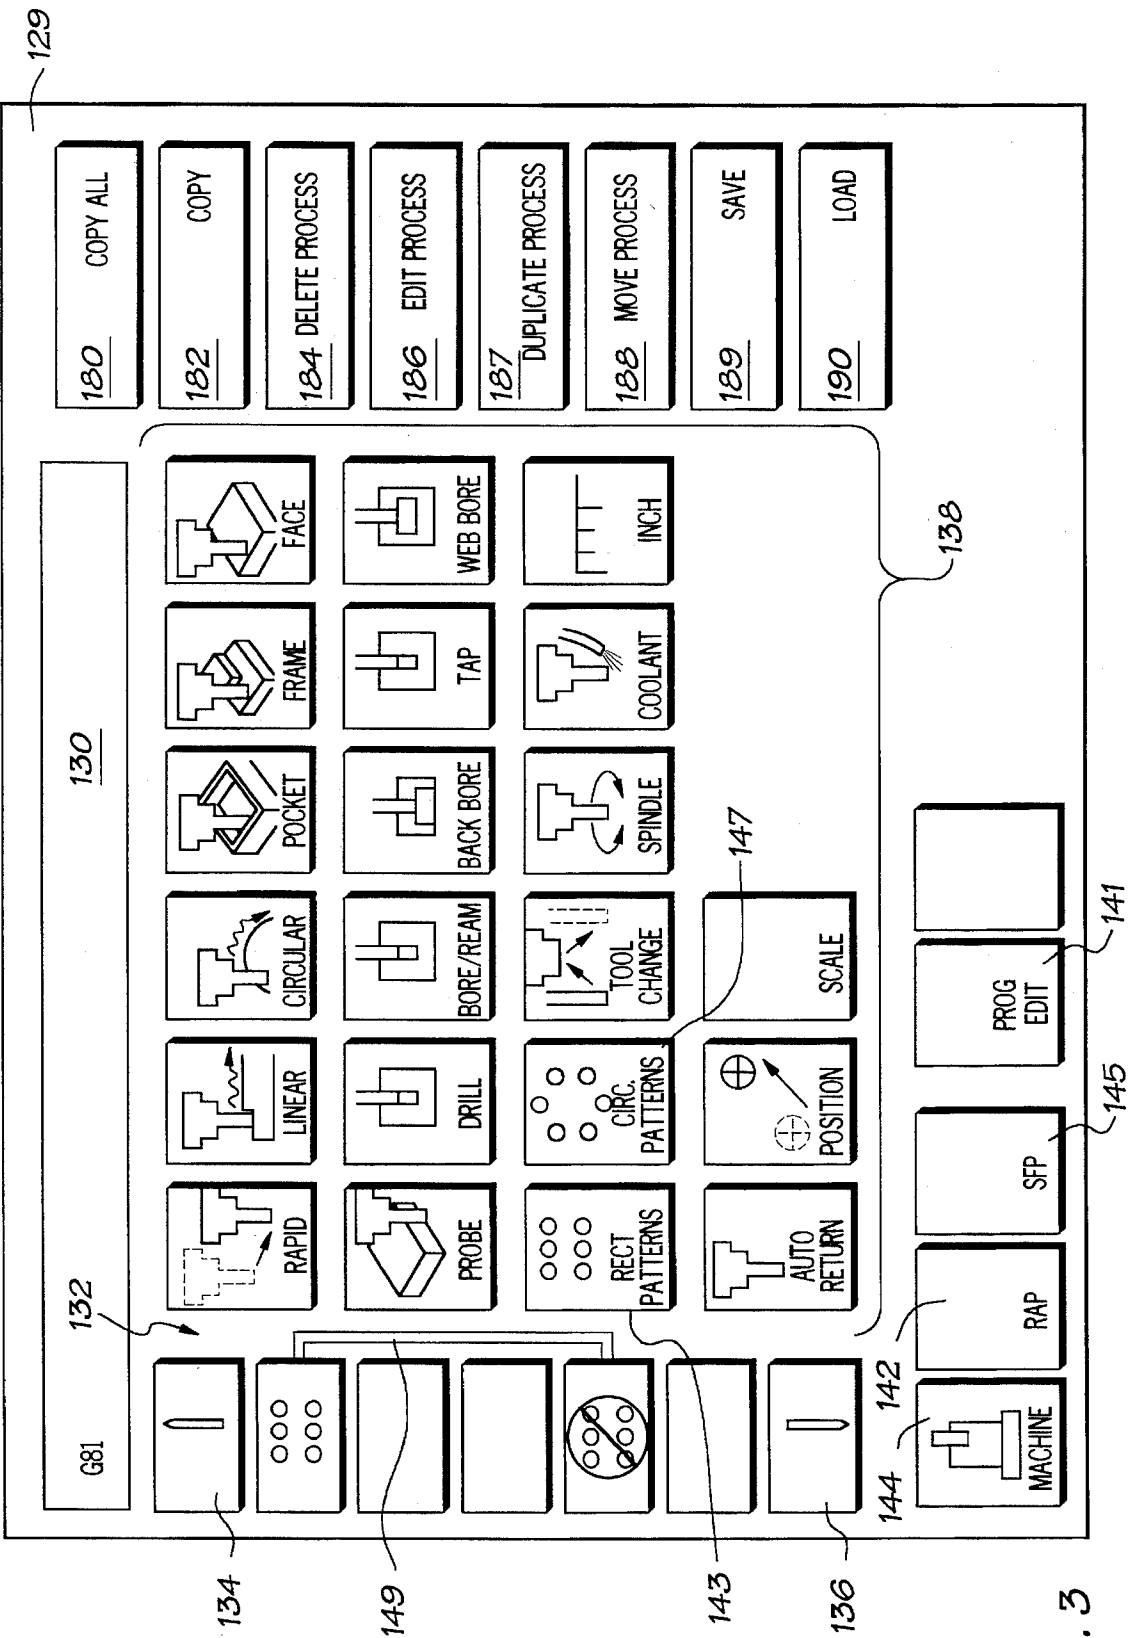 129
130
G81
132
COPY ALL
180
COPY
182
DELETE PROCESS
184
EDIT PROCESS
186
DUPLICATE PROCESS
187
MOVE PROCESS
188
SAVE
189
LOAD
190
RAPID
LINEAR
CIRCULAR
POCKET
FRAME
FACE
PROBE
DRILL
BORE/REAM
BACK BORE
TAP
WEB BORE
RECT
PATTERNS
CIRC.
PATTERNS
TOOL
CHANGE
SPINDLE
COOLANT
INCH
AUTO
RETURN
POSITION
SCALE
134
149
143
136
147
138
144
142
MACHINE
RAP
SFP
PROG
EDIT
145
141
. 3